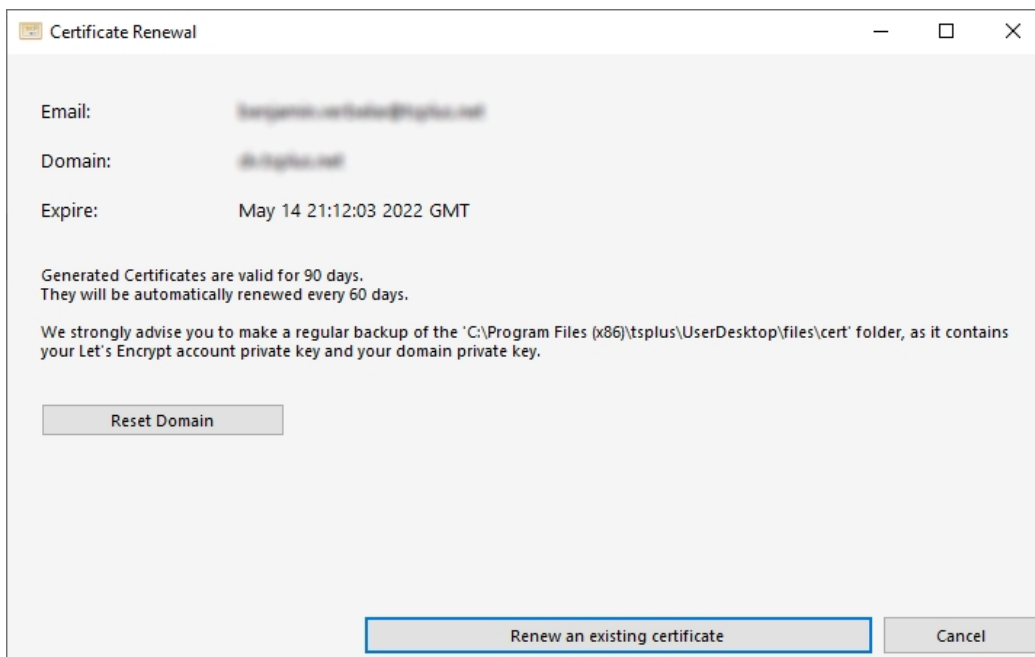 Certificate Renewal
Email:
Domain:
Expire: May 14 21:12:03 2022 GMT
Generated Certificates are valid for 90 days.
They will be automatically renewed every 60 days.
We strongly advise you to make a regular backup of the 'C:\Program Files (x86)\tsplus\UserDesktop\files\cert' folder, as it contains
your Let's Encrypt account private key and your domain private key.
Reset Domain
Renew an existing certificate Cancel